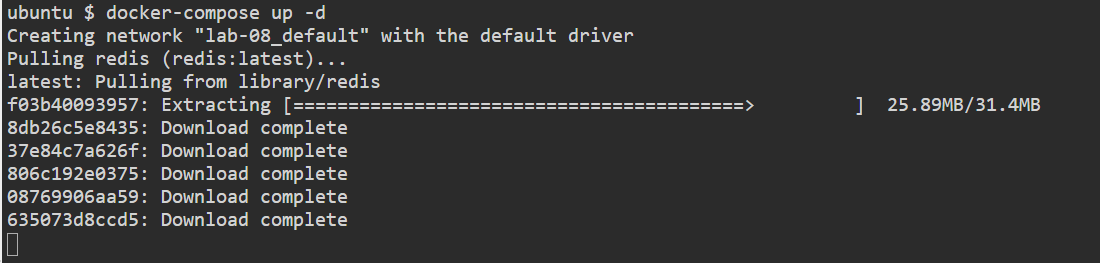 ubuntu $ docker-compose up -d
Creating network "lab-08_default" with the default driver
Pulling redis (redis:latest)...
latest: Pulling from library/redis
f03b40093957: Extracting [==========================================>        ]  25.89MB/31.4MB
8db26c5e8435: Download complete
37e84c7a626f: Download complete
806c192e0375: Download complete
08769906aa59: Download complete
635073d8ccd5: Download complete